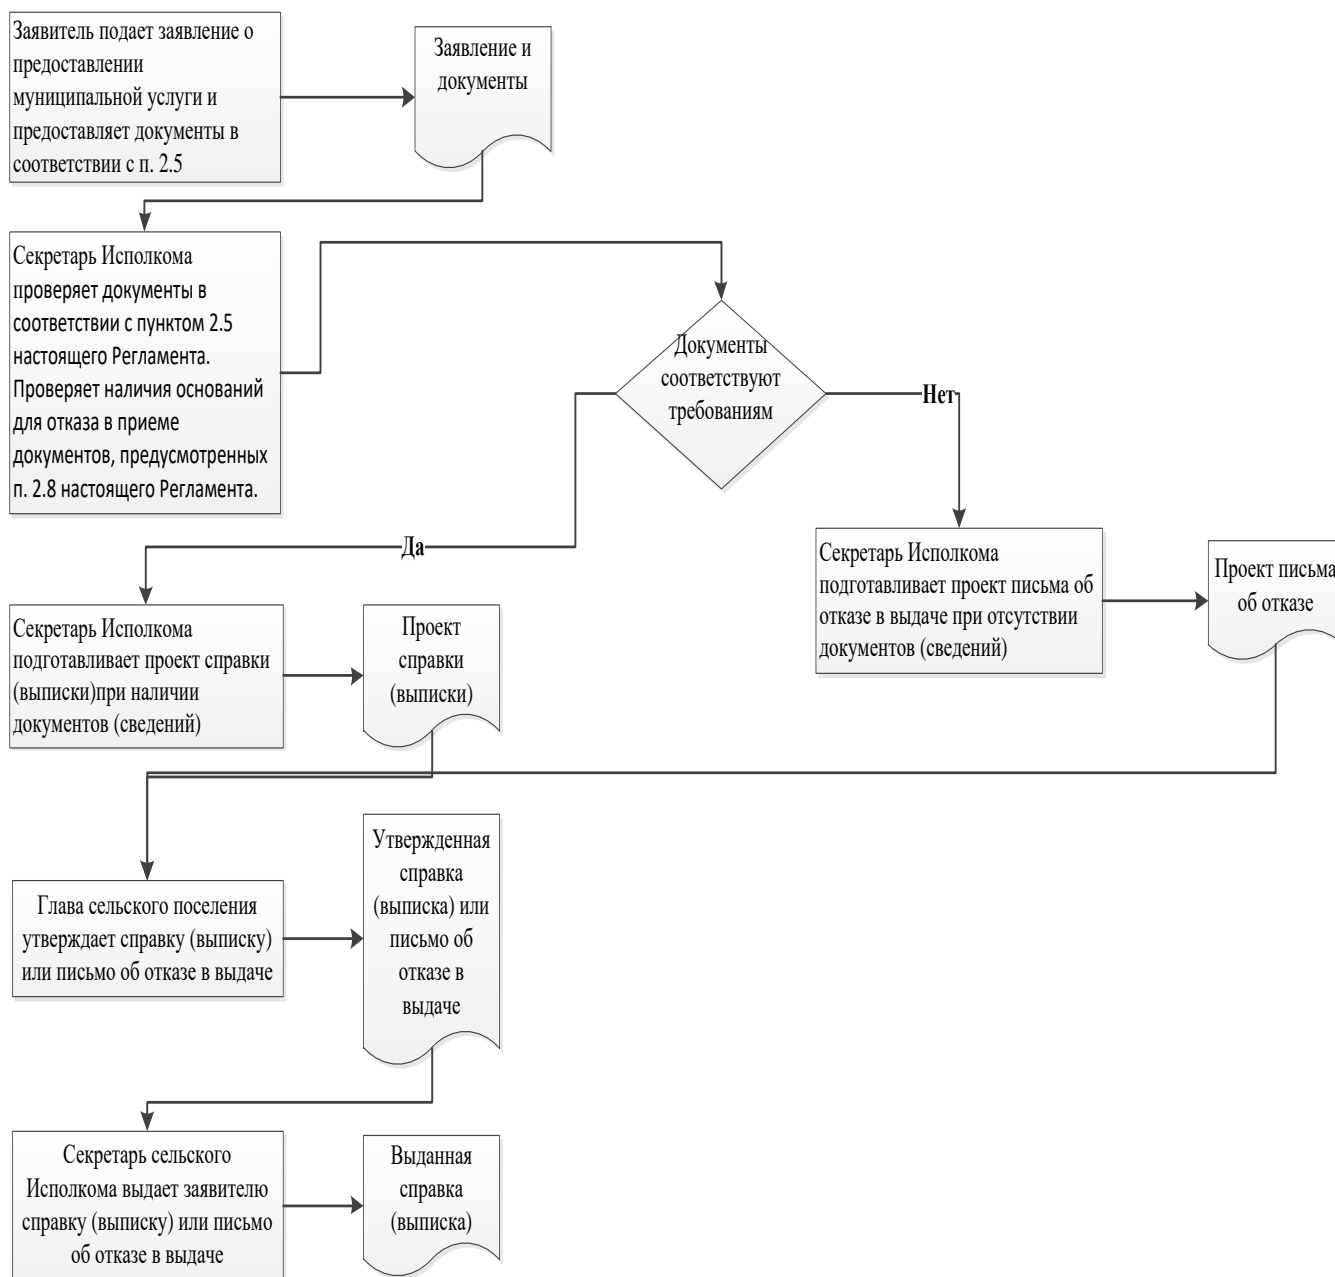 Заявитель подает заявление о
предоставлении
муниципальной услуги и
предоставляет документы в
соответствии с п. 2.5
Заявление и
документы
Секретарь Исполкома
проверяет документы в
соответствии с пунктом 2.5
настоящего Регламента.
Проверяет наличия оснований
для отказа в приеме
документов, предусмотренных
п. 2.8 настоящего Регламента.
Документы
соответствуют
требованиям
Нет
Да
Секретарь Исполкома
подготавливает проект письма об
отказе в выдаче при отсутствии
документов (сведений)
Проект письма
об отказе
Секретарь Исполкома
подготавливает проект справки
(выписки)при наличии
документов (сведений)
Проект
справки
(выписки)
Глава сельского поселения
утверждает справку (выписку)
или письмо об отказе в выдаче
Утвержденная
справка
(выписка) или
письмо об
отказе в
выдаче
Секретарь сельского
Исполкома выдает заявителю
справку (выписку) или письмо
об отказе в выдаче
Выданная
справка
(выписка)